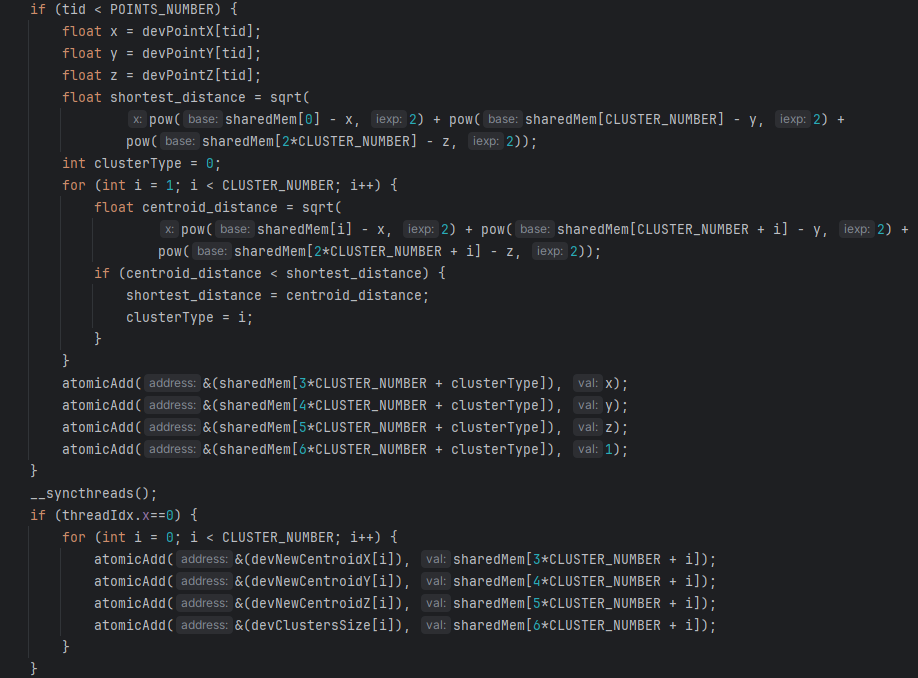 if (tid < POINTS_NUMBER) {
float x = devPointX[tid];
float y = devPointY[tid];
float z = devPointZ[tid];
float shortest_distance = sqrt(
x: pow( base: sharedMem[0] - x, iexp: 2) + pow( base: sharedMem[CLUSTER_NUMBER] - y, iexp: 2) +
pow( base: sharedMem[2*CLUSTER_NUMBER] - z, iexp: 2));
int clusterType = 0;
for (int i = 1; i < CLUSTER_NUMBER; i++) {
float centroid_distance = sqrt(
x: pow( base: sharedMem[i] - x, iexp: 2) + pow( base: sharedMem[CLUSTER_NUMBER + i] - y, iexp: 2) +
pow( base: sharedMem[2*CLUSTER_NUMBER + i] - z, iexp: 2));
if (centroid_distance < shortest_distance) {
shortest_distance = centroid_distance;
clusterType = i;
}
}
atomicAdd( address: &(sharedMem[3*CLUSTER_NUMBER + clusterType]), val: x);
atomicAdd( address: &(sharedMem[4*CLUSTER_NUMBER + clusterType]), val: y);
atomicAdd( address: &(sharedMem[5*CLUSTER_NUMBER + clusterType]), val: z);
atomicAdd( address: &(sharedMem[6*CLUSTER_NUMBER + clusterType]), val: 1);
}
__syncthreads();
if (threadIdx.x==0) {
for (int i = 0; i < CLUSTER_NUMBER; i++) {
atomicAdd( address: &(devNewCentroidX[i]), val: sharedMem[3*CLUSTER_NUMBER + i]);
atomicAdd( address: &(devNewCentroidY[i]), val: sharedMem[4*CLUSTER_NUMBER + i]);
atomicAdd( address: &(devNewCentroidZ[i]), val: sharedMem[5*CLUSTER_NUMBER + i]);
atomicAdd( address: &(devClustersSize[i]), val: sharedMem[6*CLUSTER_NUMBER + i]);
}
}